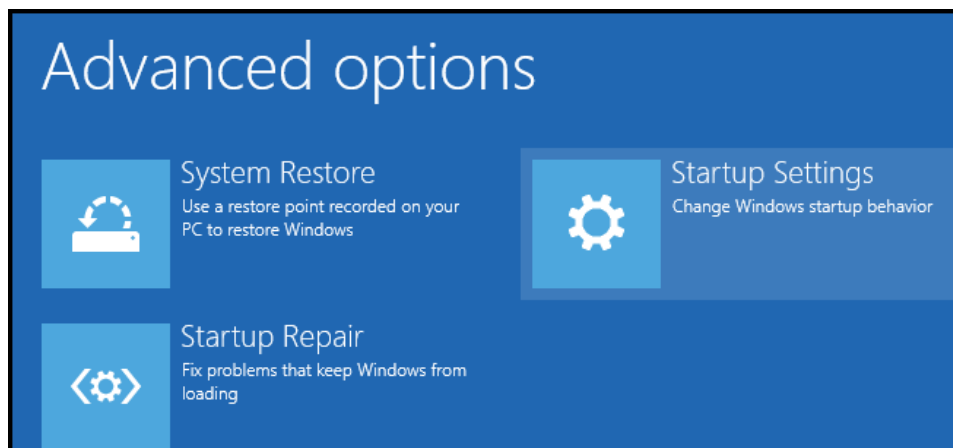 Advanced options
System Restore
Use a restore point recorded on your
PC to restore Windows
Startup Settings
Change Windows startup behavior
Startup Repair
Fix problems that keep Windows from
loading